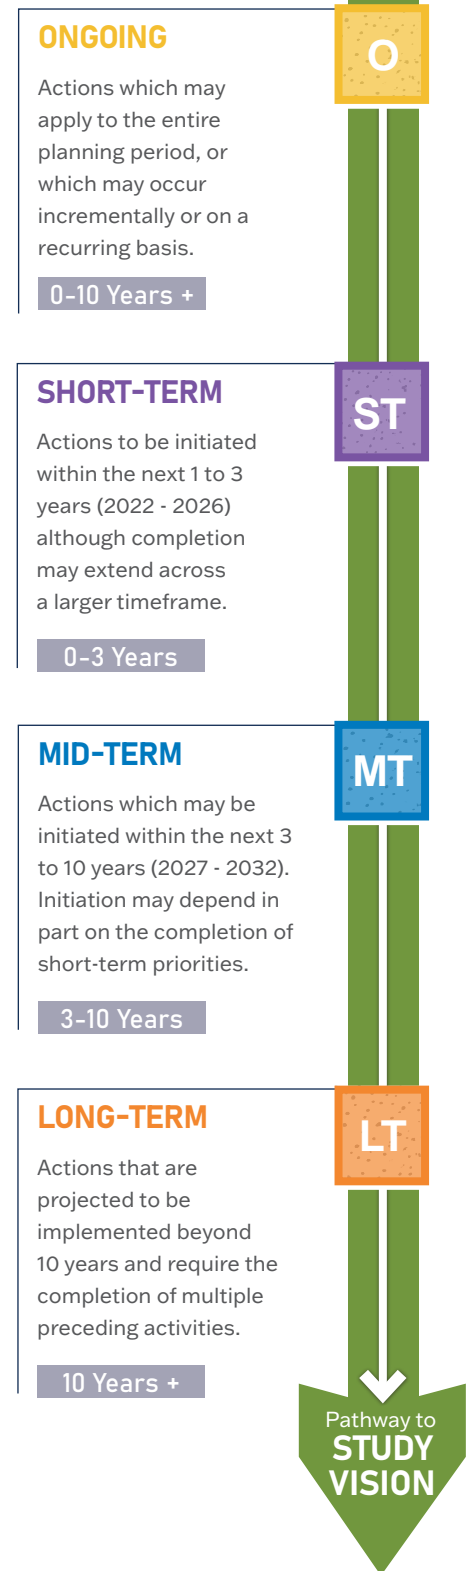 ONGOING
O
Actions which may
apply to the entire
planning period, or
which may occur
incrementally or on a
recurring basis.
0-10 Years +
SHORT-TERM
ST
Actions to be initiated
within the next 1 to 3
years (2022 - 2026)
although completion
may extend across
a larger timeframe.
0-3 Years
MID-TERM
MT
Actions which may be
initiated within the next 3
to 10 years (2027 - 2032).
Initiation may depend in
part on the completion of
short-term priorities.
3-10 Years
LONG-TERM
LT
Actions that are
projected to be
implemented beyond
10 years and require the
completion of multiple
preceding activities.
10 Years +
Pathway to
STUDY
VISION